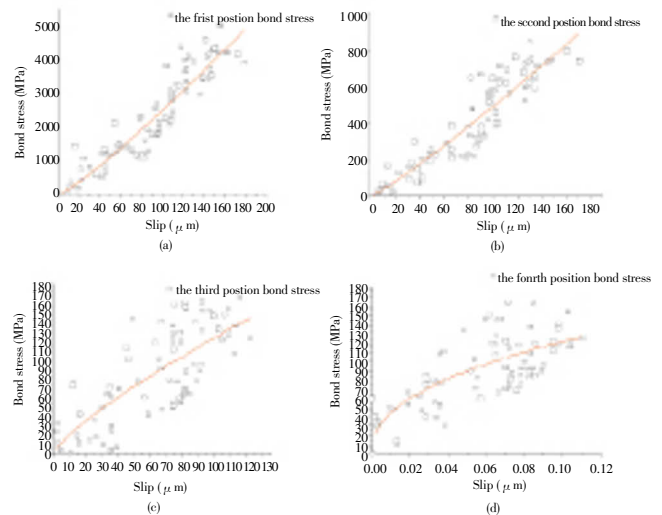 the frist postion bond stress
5000
4000
3000
2000
1000
0
Bond stress (MPa)
0 20 40 60 80 100 120 140 160 180 200
Slip ( μ m)
(a)
the sccond postion bond stress
1 000
800
600
400
200
0
Bond stress (MPa)
0 20 40 60 80 100 120 140 160 180
Slip ( μ m)
(b)
the third postion bond stress
180
170
160
150
140
130
120
110
100
90
80
70
60
50
40
30
20
10
0
Bond stress (MPa)
0 10 20 30 40 50 60 70 80 90 100 110 120 130
Slip ( μ m)
(c)
the fonrth position bond stress
180
170
160
150
140
130
120
110
100
90
80
70
60
50
40
30
20
10
0
Bond stress (MPa)
0.00 0.02 0.04 0.06 0.08 0.10 0.12
Slip ( μ m)
(d)